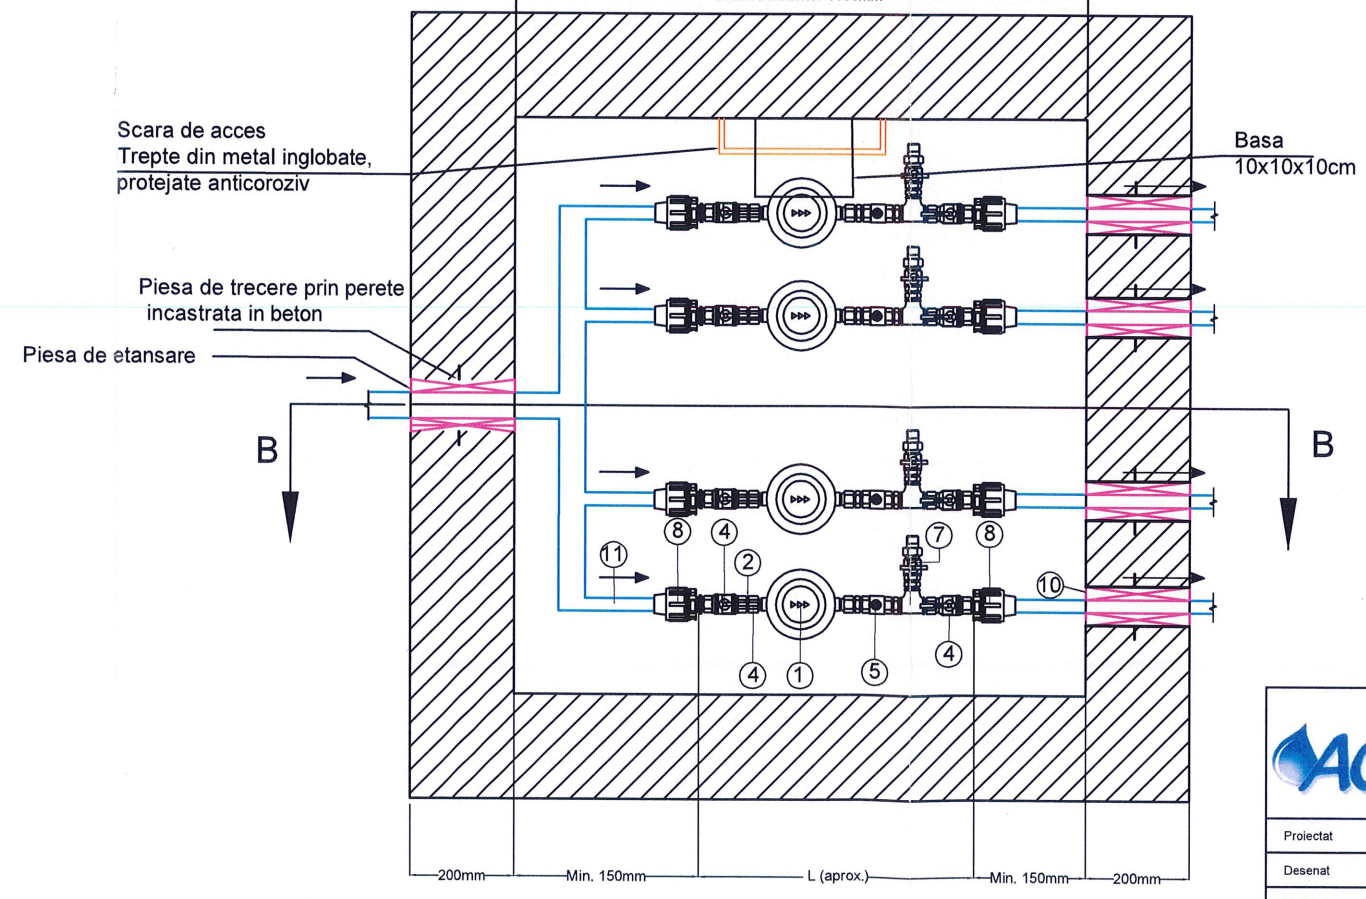 Scara de acces
Trepte din metal inglobate,
protejate anticoroziv
Basa
10x10x10cm
Piesa de trecere prin perete
incastrata in beton
Piesa de etansare
B
B
8
4
2
7
8
11
10
4
1
5
4
200mm
Min. 150mm
L (aprox.)
Min. 150mm
200mm
Proiectat
Desenat